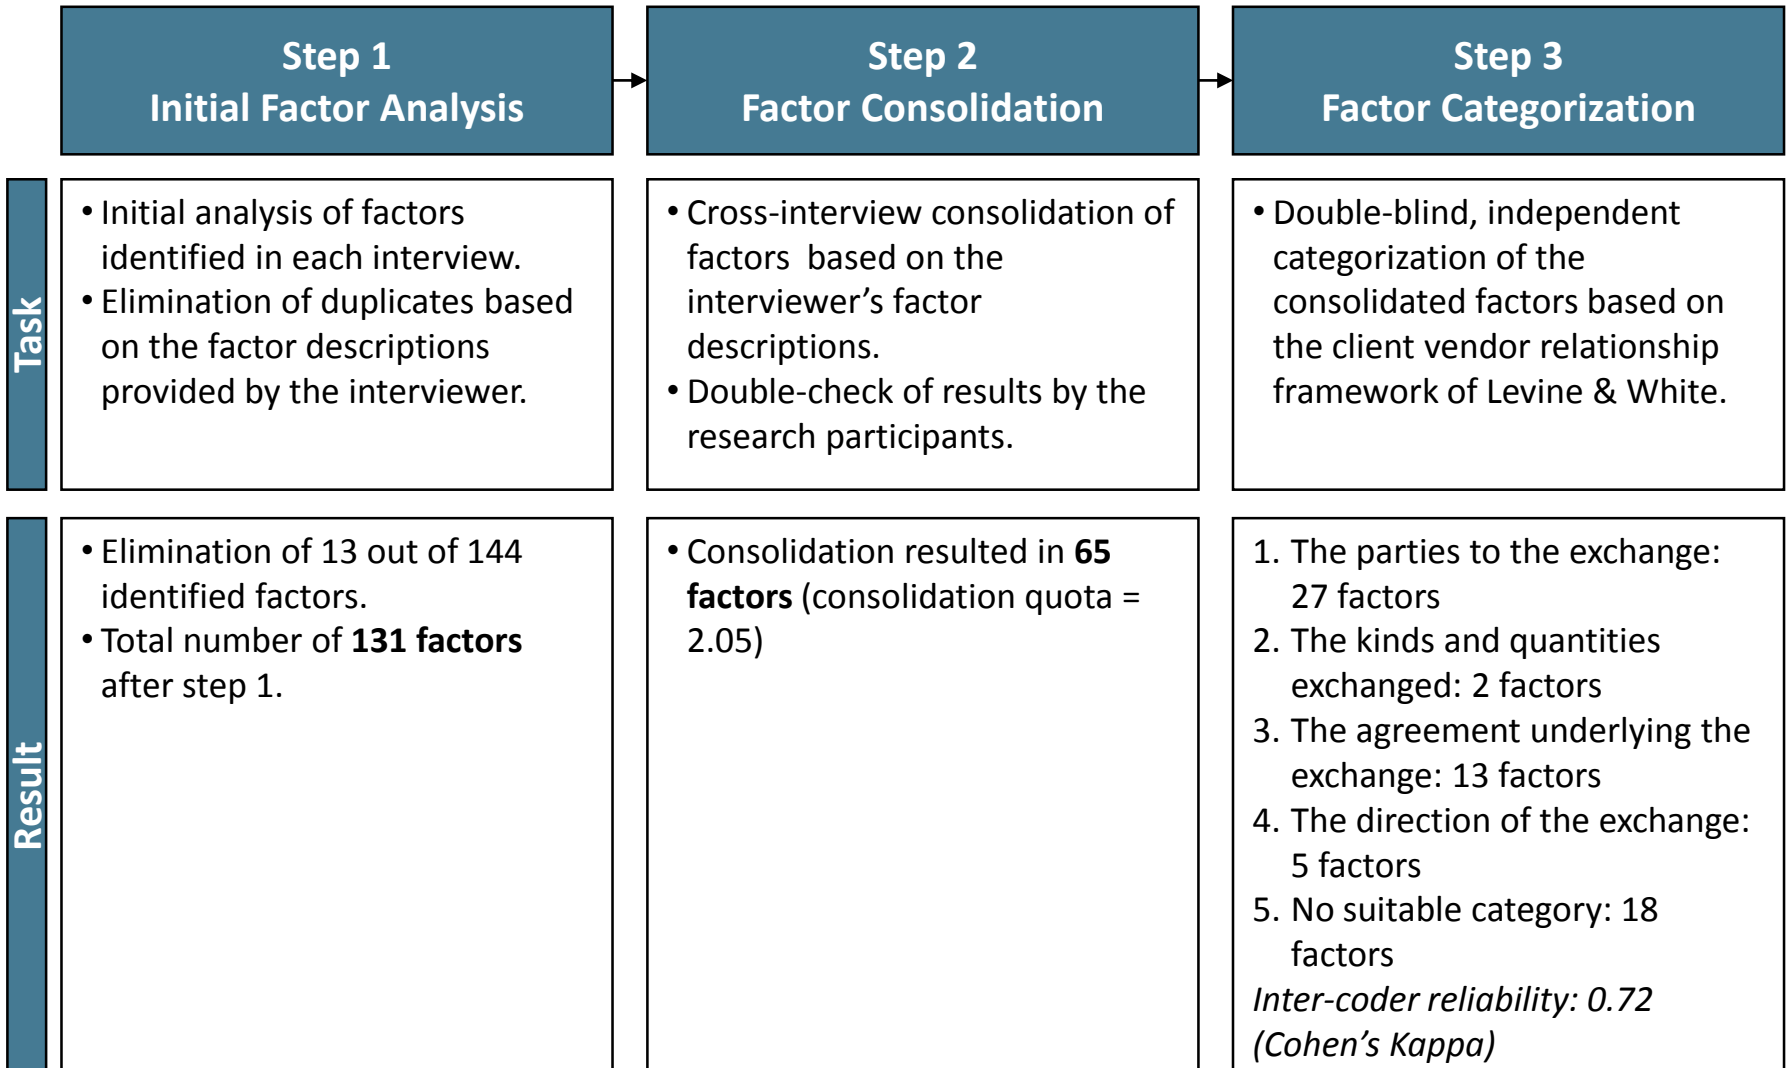 Step 1
Initial Factor Analysis
Step 2
Factor Consolidation
Step 3
Factor Categorization
Task
• Initial analysis of factors
identified in each interview.
• Elimination of duplicates based
on the factor descriptions
provided by the interviewer.
• Cross-interview consolidation of
factors  based on the
interviewer’s factor
descriptions.
• Double-check of results by the
research participants.
• Double-blind, independent
categorization of the
consolidated factors based on
the client vendor relationship
framework of Levine & White.
Result
• Elimination of 13 out of 144
identified factors.
• Total number of 131 factors
after step 1.
• Consolidation resulted in 65
factors (consolidation quota =
2.05)
1. The parties to the exchange:
27 factors
2. The kinds and quantities
exchanged: 2 factors
3. The agreement underlying the
exchange: 13 factors
4. The direction of the exchange:
5 factors
5. No suitable category: 18
factors
Inter-coder reliability: 0.72
(Cohen’s Kappa)